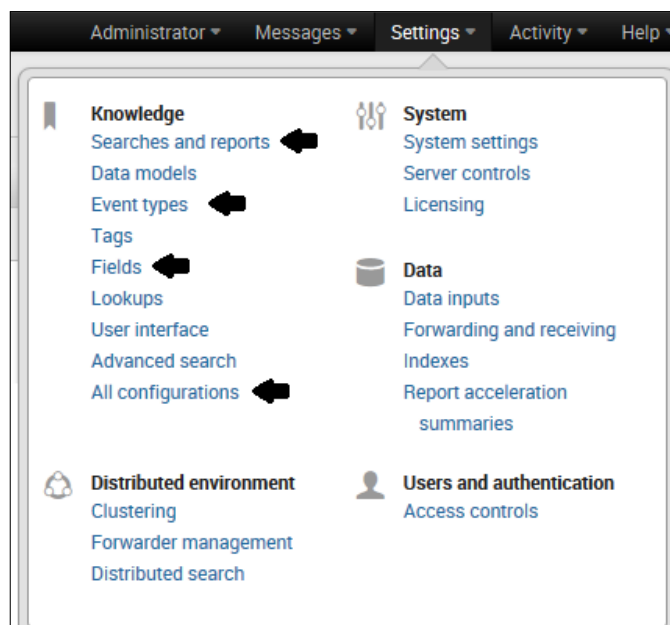 Administrator Messages Settings Activity Help
Knowledge
Searches and reports
Data models
Event types
Tags
Fields
Lookups
User interface
Advanced search
All configurations
System
System settings
Server controls
Licensing
Data
Data inputs
Forwarding and receiving
Indexes
Report acceleration
summaries
Distributed environment
Clustering
Forwarder management
Distributed search
Users and authentication
Access controls